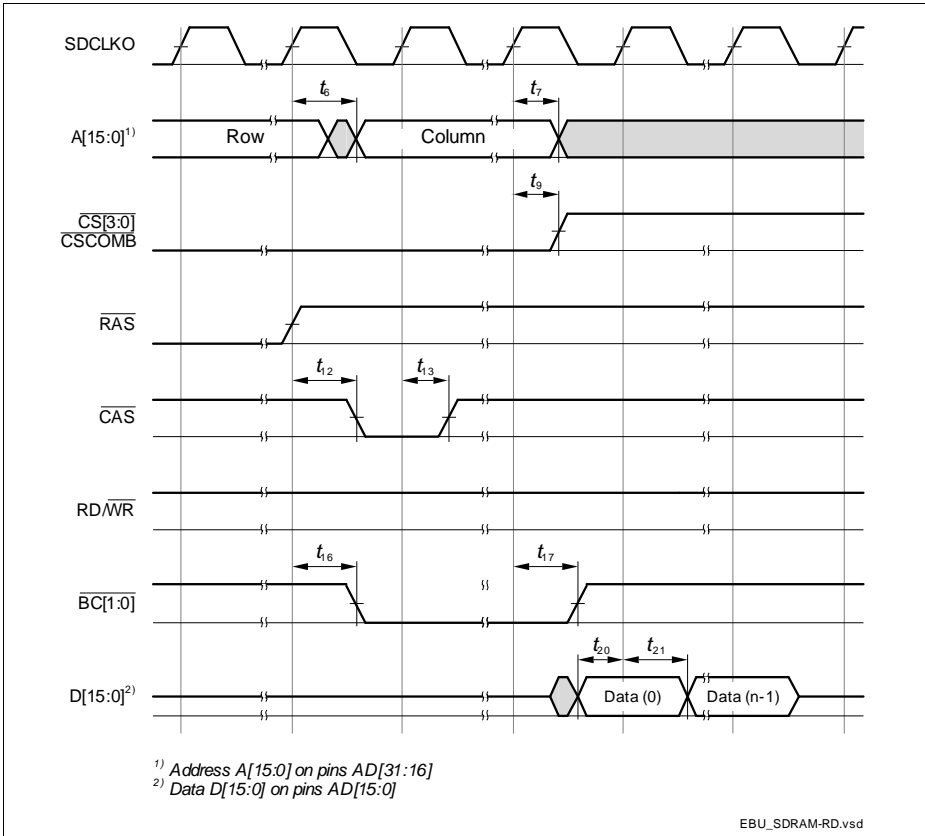 SDCLKO
t6
t7
A[15:0]1)
Row
Column
t9
CS[3:0]
CSCOMB
RAS
t12
t13
CAS
RD/WR
t16
t17
BC[1:0]
t20
t21
D[15:0]2)
Data (0)
Data (n-1)
1) Address A[15:0] on pins AD[31:16]
2) Data D[15:0] on pins AD[15:0]
EBU_SDRAM-RD.vsd